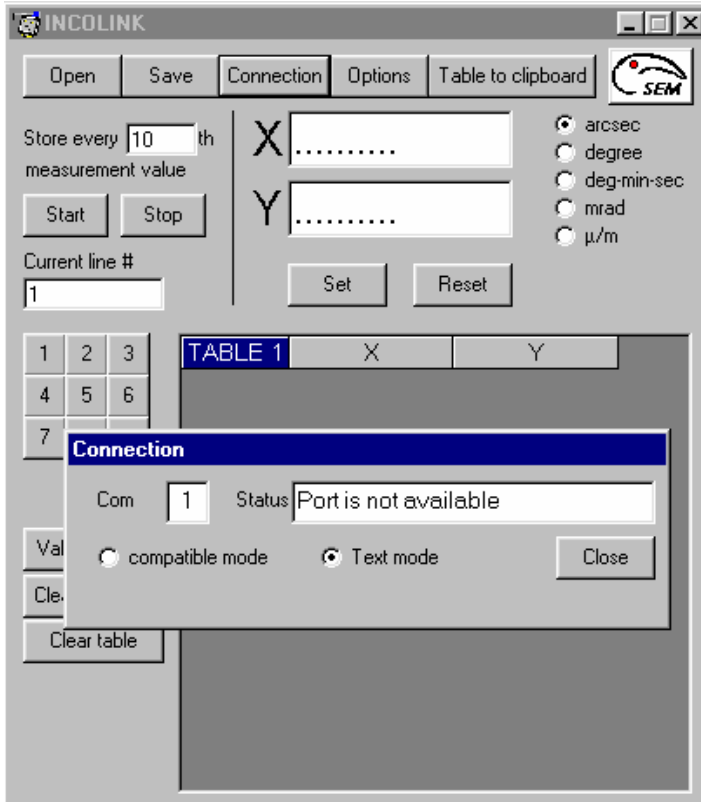 INCOLINK
Open Save Connection Options Table to clipboard
SEM
Store every 10 th
measurement value
X ..........
Y ..........
arcsec
degree
deg-min-sec
mrad
µ/m
Start Stop
Current line #
1
Set Reset
1 2 3
4 5 6
7
TABLE 1 X Y
Connection
Com 1 Status Port is not available
compatible mode Text mode Close
Clear table